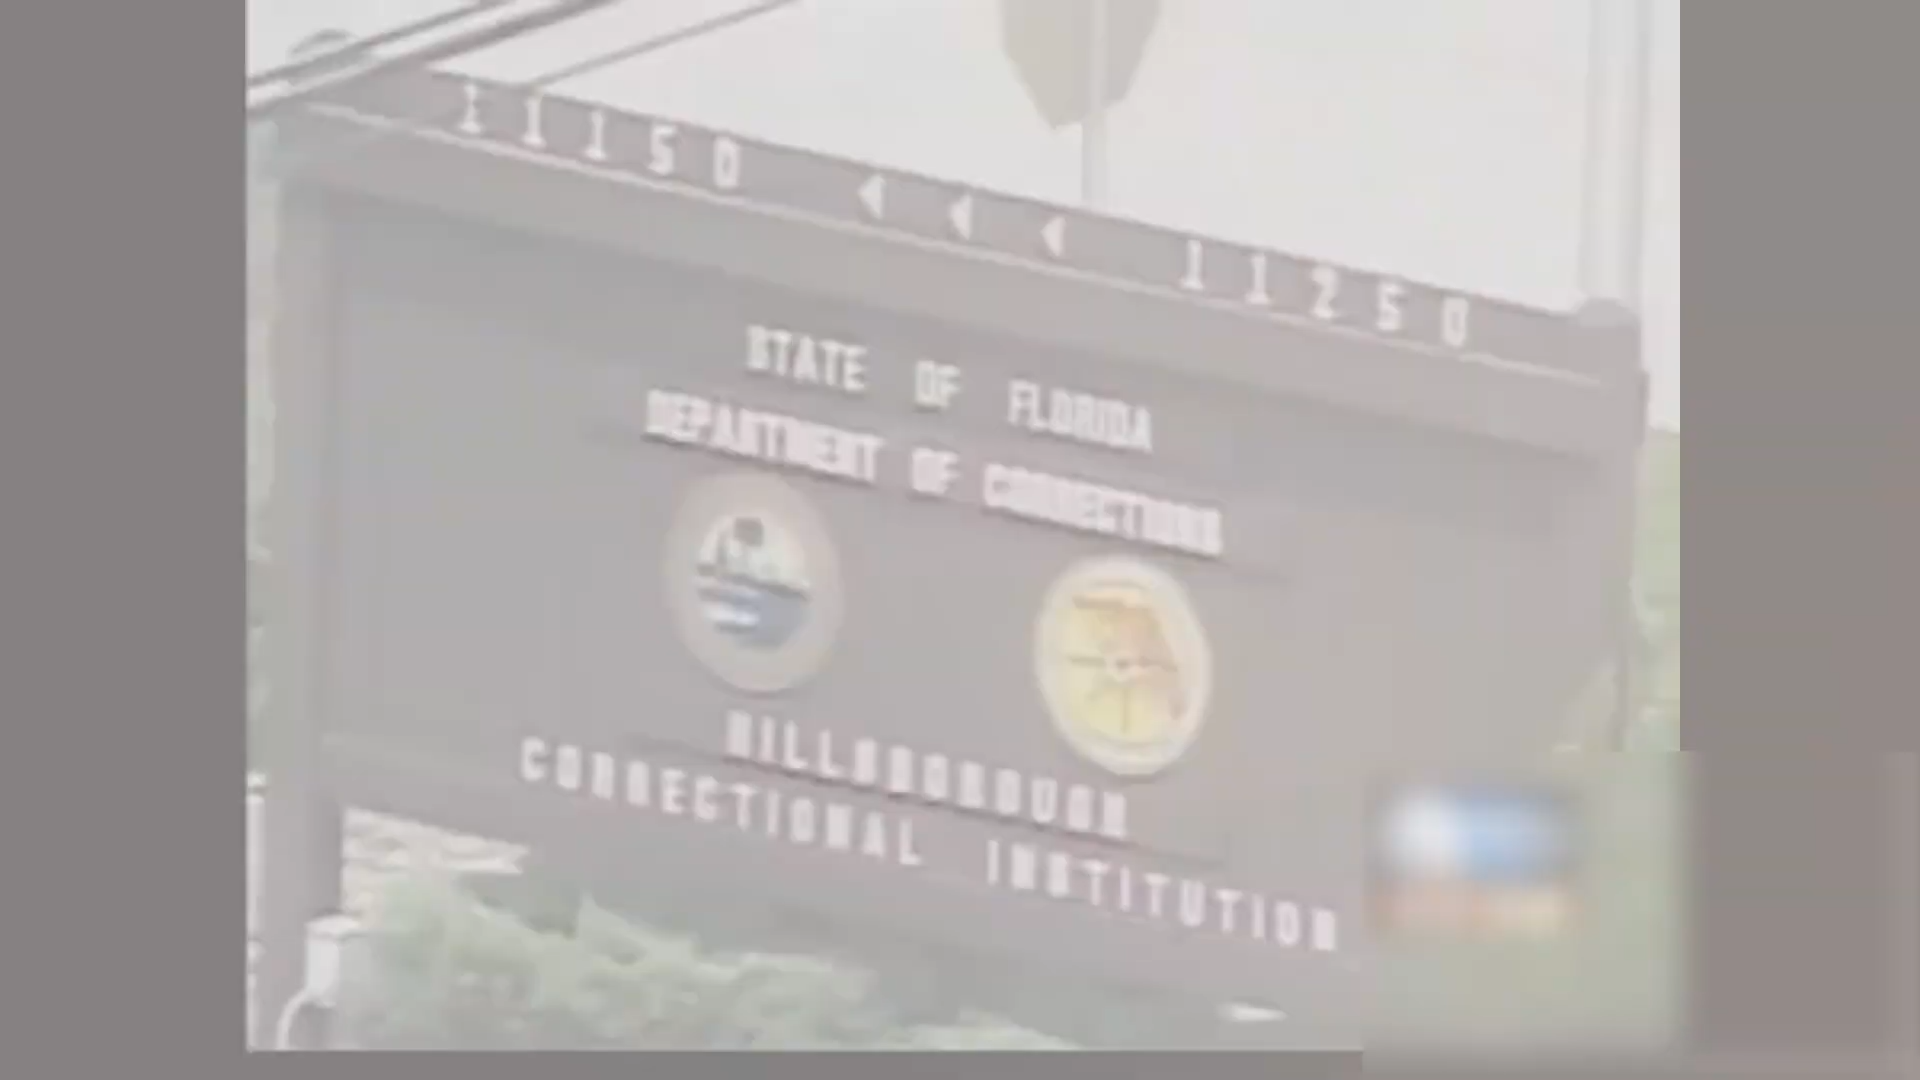 11150 ◄ ◄ ◄ 11250
STATE OF FLORIDA
DEPARTMENT OF CORRECTIONS
HILLSBOROUGH
CORRECTIONAL INSTITUTION